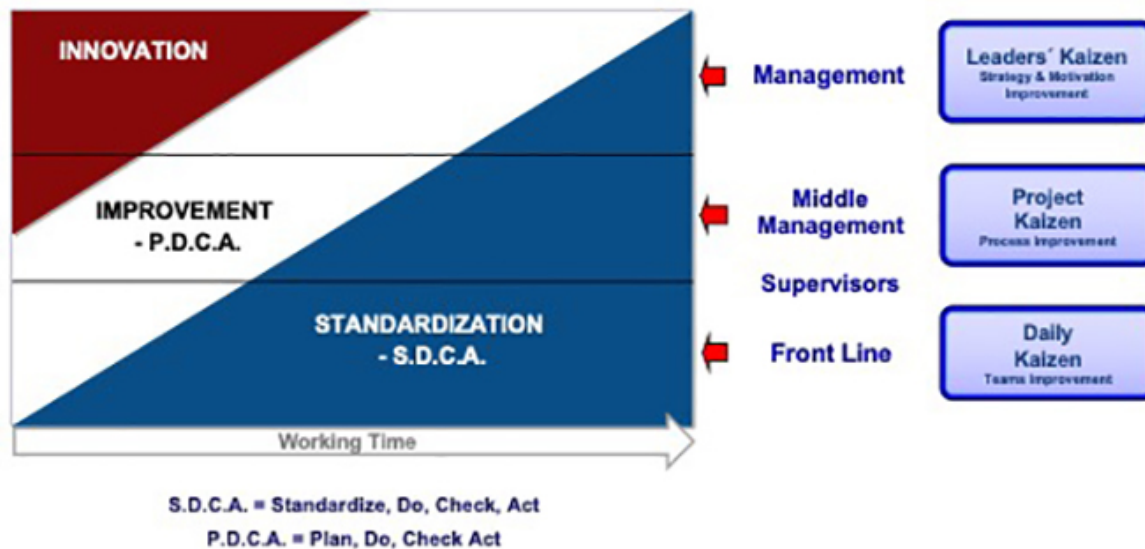 INNOVATION
IMPROVEMENT
- P.D.C.A.
STANDARDIZATION
- S.D.C.A.
Working Time
Management
Middle
Management
Supervisors
Front Line
Leaders´ Kaizen
Strategy & Motivation
Improvement
Project
Kaizen
Process Improvement
Daily
Kaizen
Teams Improvement
S.D.C.A. = Standardize, Do, Check, Act
P.D.C.A. = Plan, Do, Check Act